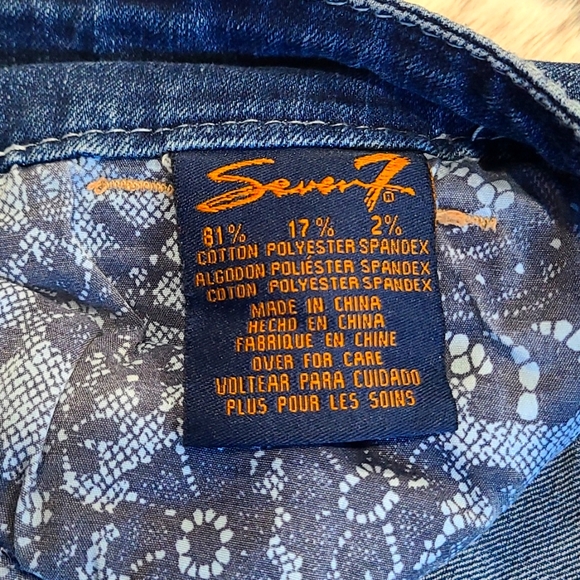 Seven7
81% 17% 2%
COTTON POLYESTER SPANDEX
ALGODON POLIÉSTER SPANDEX
COTON POLYESTER SPANDEX
MADE IN CHINA
HECHO EN CHINA
FABRIQUE EN CHINE
OVER FOR CARE
VOLTEAR PARA CUIDADO
PLUS POUR LES SOINS